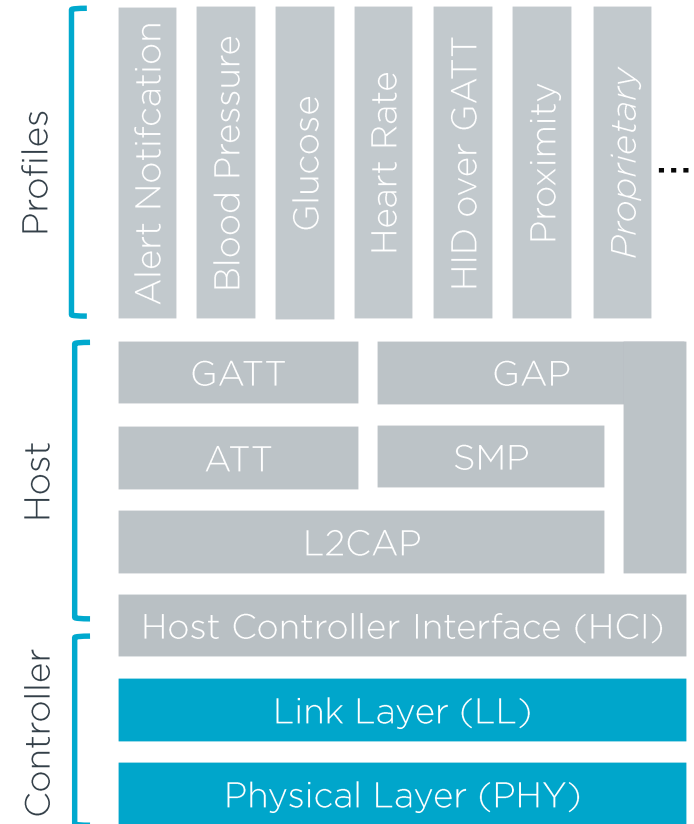 Profiles
Alert Notifcation
Blood Pressure
Glucose
Heart Rate
HID over GATT
Proximity
Proprietary
...
Host
GATT
GAP
ATT
SMP
L2CAP
Host Controller Interface (HCI)
Controller
Link Layer (LL)
Physical Layer (PHY)